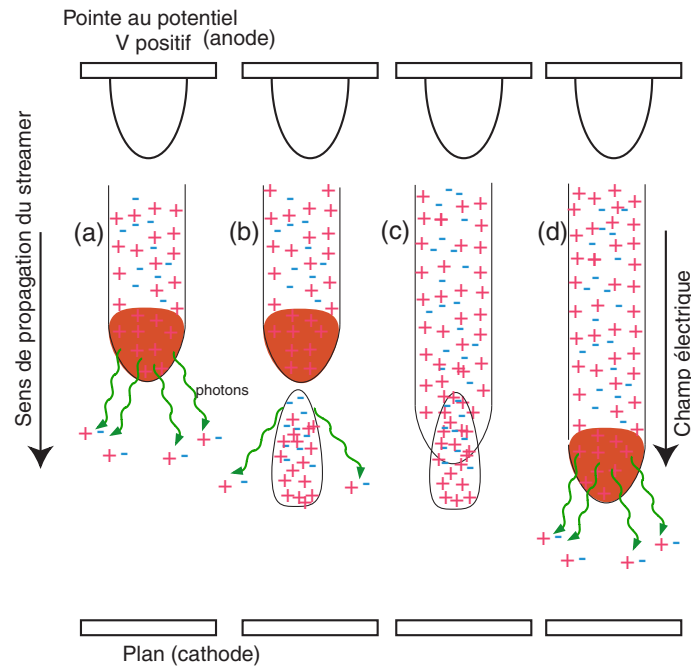 Pointe au potentiel
V positif (anode)
Sens de propagation du streamer
(a)
(b)
(c)
(d)
photons
Champ électrique
Plan (cathode)